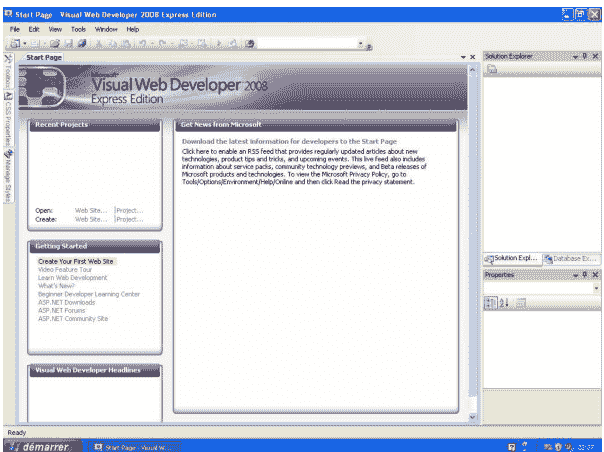 Start Page Visual Web Developer 2008 Express Edition
File Edit View Tools Window Help
Start Page
Solution Explorer
Toolbox
CSS Properties
Manage Styles
Visual Web Developer 2008
Express Edition
Recent Projects
Open: Web Site... Project...
Create: Web Site... Project...
Getting Started
Create Your First Web Site
Video Feature Tour
Learn Web Development
What's New?
Beginner Developer Learning Center
ASP.NET Downloads
ASP.NET Forums
ASP.NET Community Site
Visual Web Developer Headlines
Get News from Microsoft
Download the latest information for developers to the Start Page
Click here to enable an RSS feed that provides regularly updated articles about new
technologies, product tips and tricks, and upcoming events. This live feed also includes
information about service packs, community technology previews, and Beta releases of
Microsoft products and technologies. To view the Microsoft Privacy Policy, go to
Tools/Options/Environment/Help/Online and then click Read the privacy statement.
Solution Expl... Database Ex...
Properties
Ready
démarrer Start Page - Visual W...